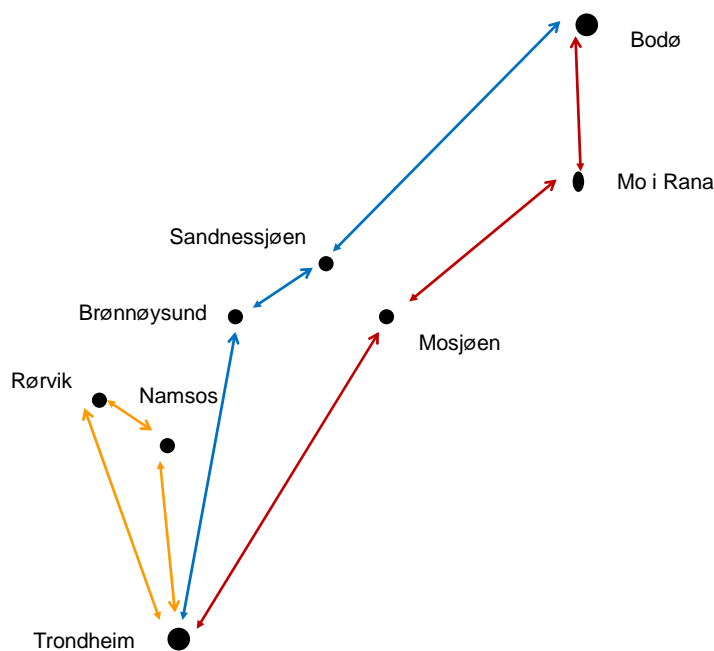 Bodø
Mo i Rana
Sandnessjøen
Brønnøysund
Mosjøen
Rørvik
Namsos
Trondheim